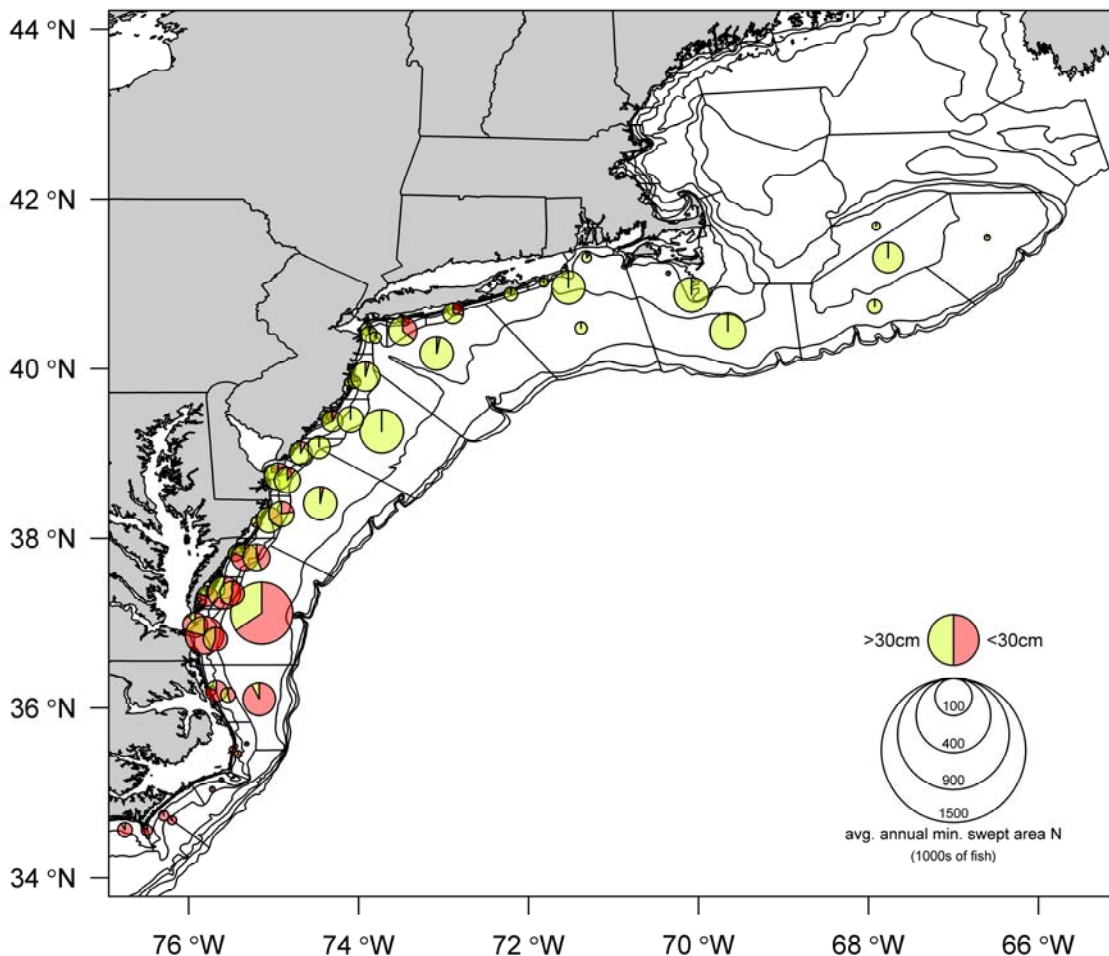 44 °N
42 °N
40 °N
38 °N
36 °N
34 °N
>30cm <30cm
100
400
900
1500
avg. annual min. swept area N
(1000s of fish)
76 °W 74 °W 72 °W 70 °W 68 °W 66 °W